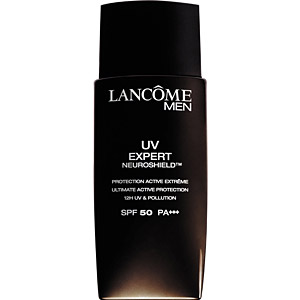 LANCÔME
MEN
UV
EXPERT
NEUROSHIELD™
PROTECTION ACTIVE EXTRÊME
ULTIMATE ACTIVE PROTECTION
12H UV & POLLUTION
SPF 50 PA+++